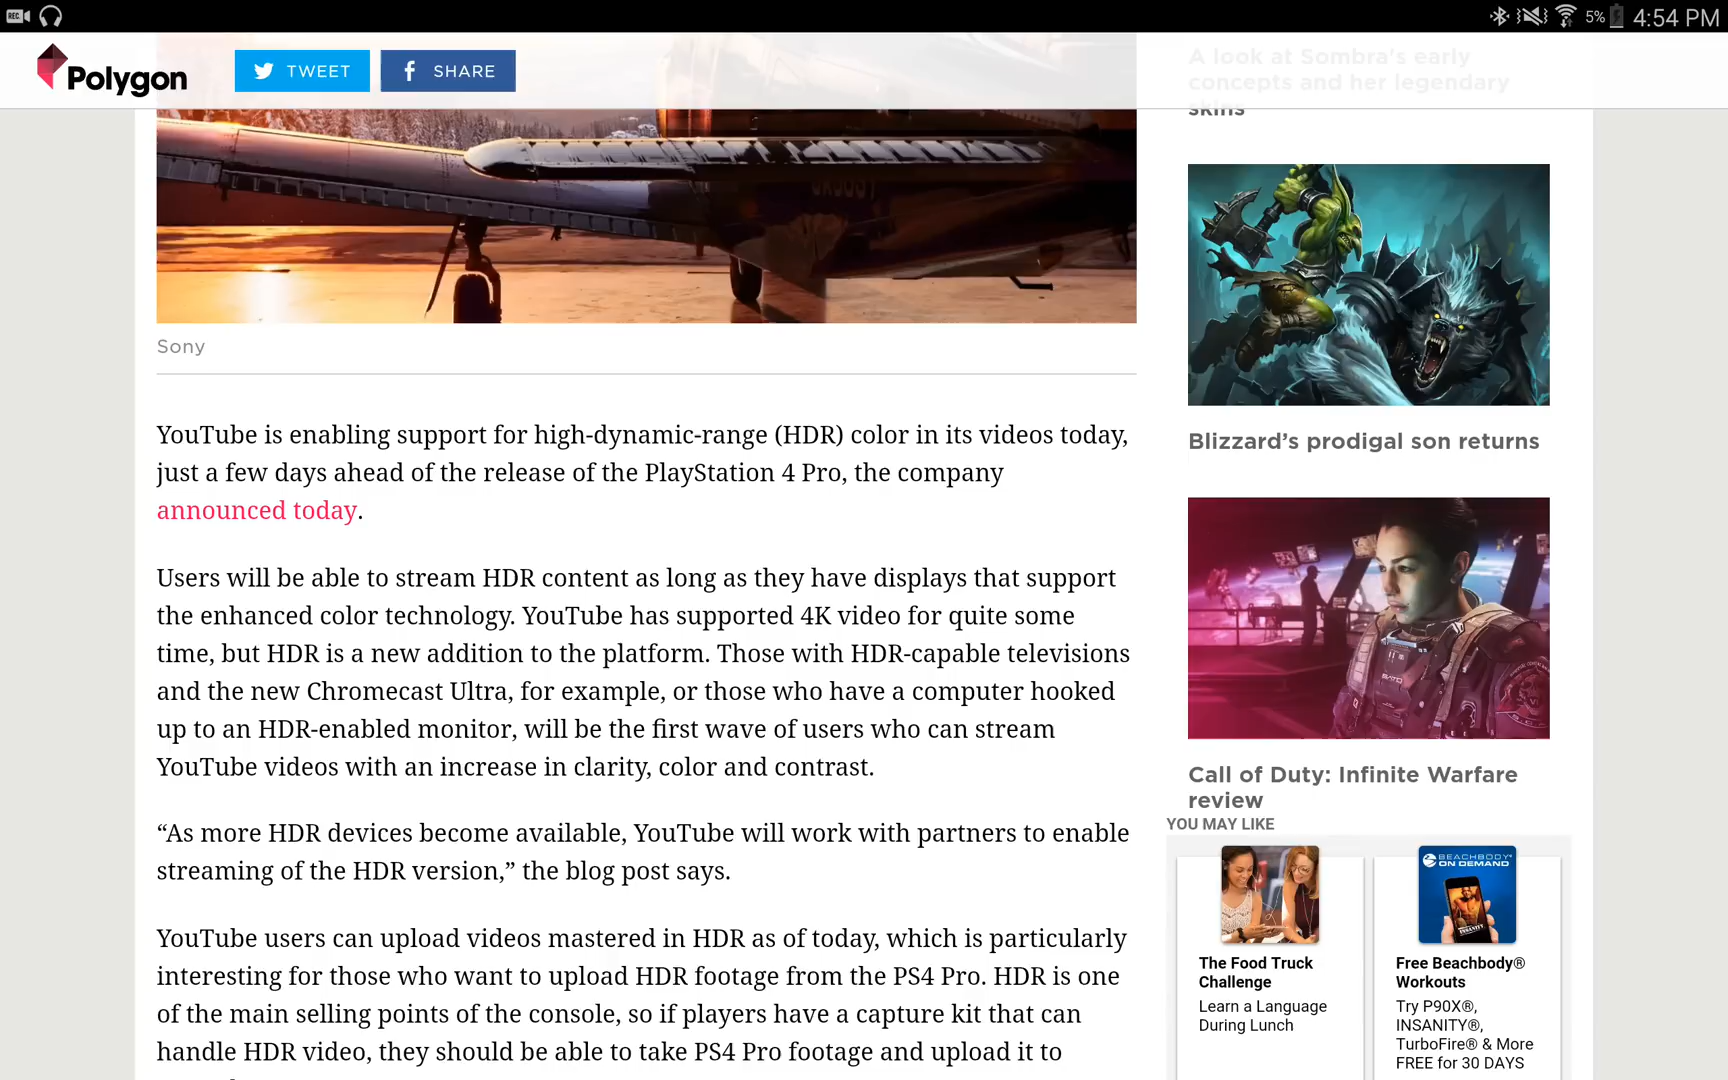 REC
5%
4:54 PM
Polygon
TWEET
SHARE
A look at Sombra's early
concepts and her legendary
skins
Sony
YouTube is enabling support for high-dynamic-range (HDR) color in its videos today,
just a few days ahead of the release of the PlayStation 4 Pro, the company
announced today.
Users will be able to stream HDR content as long as they have displays that support
the enhanced color technology. YouTube has supported 4K video for quite some
time, but HDR is a new addition to the platform. Those with HDR-capable televisions
and the new Chromecast Ultra, for example, or those who have a computer hooked
up to an HDR-enabled monitor, will be the first wave of users who can stream
YouTube videos with an increase in clarity, color and contrast.
“As more HDR devices become available, YouTube will work with partners to enable
streaming of the HDR version,” the blog post says.
YouTube users can upload videos mastered in HDR as of today, which is particularly
interesting for those who want to upload HDR footage from the PS4 Pro. HDR is one
of the main selling points of the console, so if players have a capture kit that can
handle HDR video, they should be able to take PS4 Pro footage and upload it to
Blizzard’s prodigal son returns
Call of Duty: Infinite Warfare
review
YOU MAY LIKE
The Food Truck
Challenge
Learn a Language
During Lunch
BEACHBODY®
ON DEMAND
INSANITY
Free Beachbody®
Workouts
Try P90X®,
INSANITY®,
TurboFire® & More
FREE for 30 DAYS